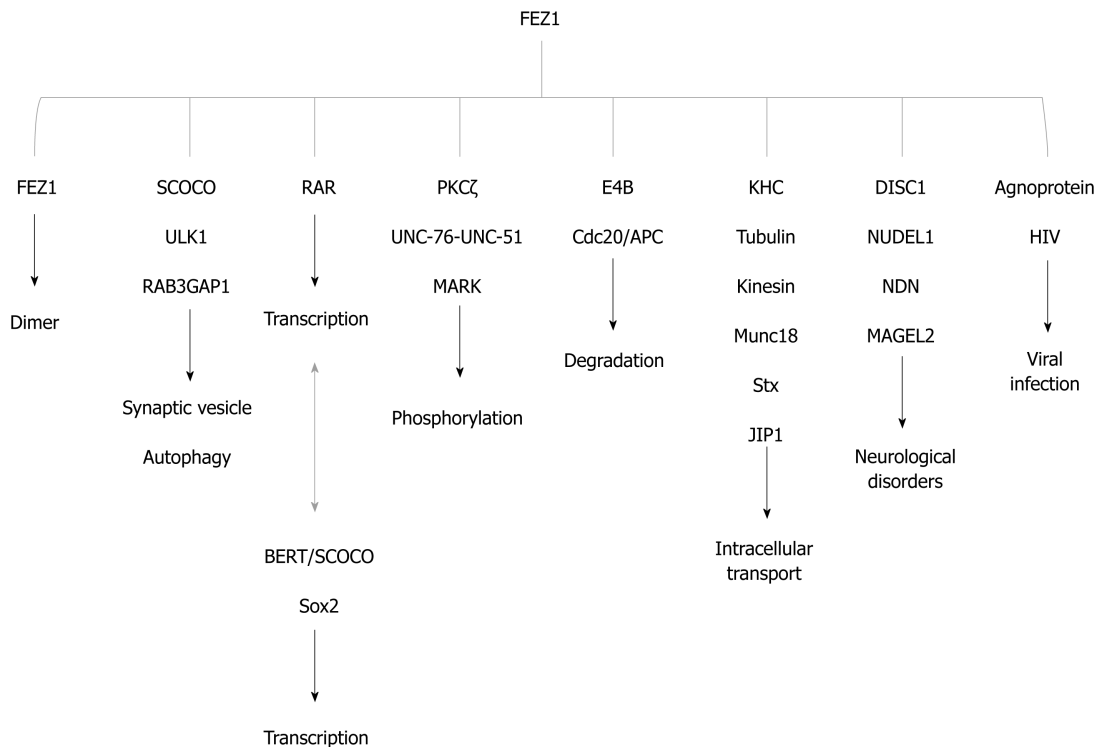 FEZ1
FEZ1
Dimer
SCOCO
ULK1
RAB3GAP1
Synaptic vesicle
Autophagy
RAR
Transcription
BERT/SCOCO
Sox2
Transcription
PKCζ
UNC-76-UNC-51
MARK
Phosphorylation
E4B
Cdc20/APC
Degradation
KHC
Tubulin
Kinesin
Munc18
Stx
JIP1
Intracellular
transport
DISC1
NUDEL1
NDN
MAGEL2
Neurological
disorders
Agnoprotein
HIV
Viral
infection